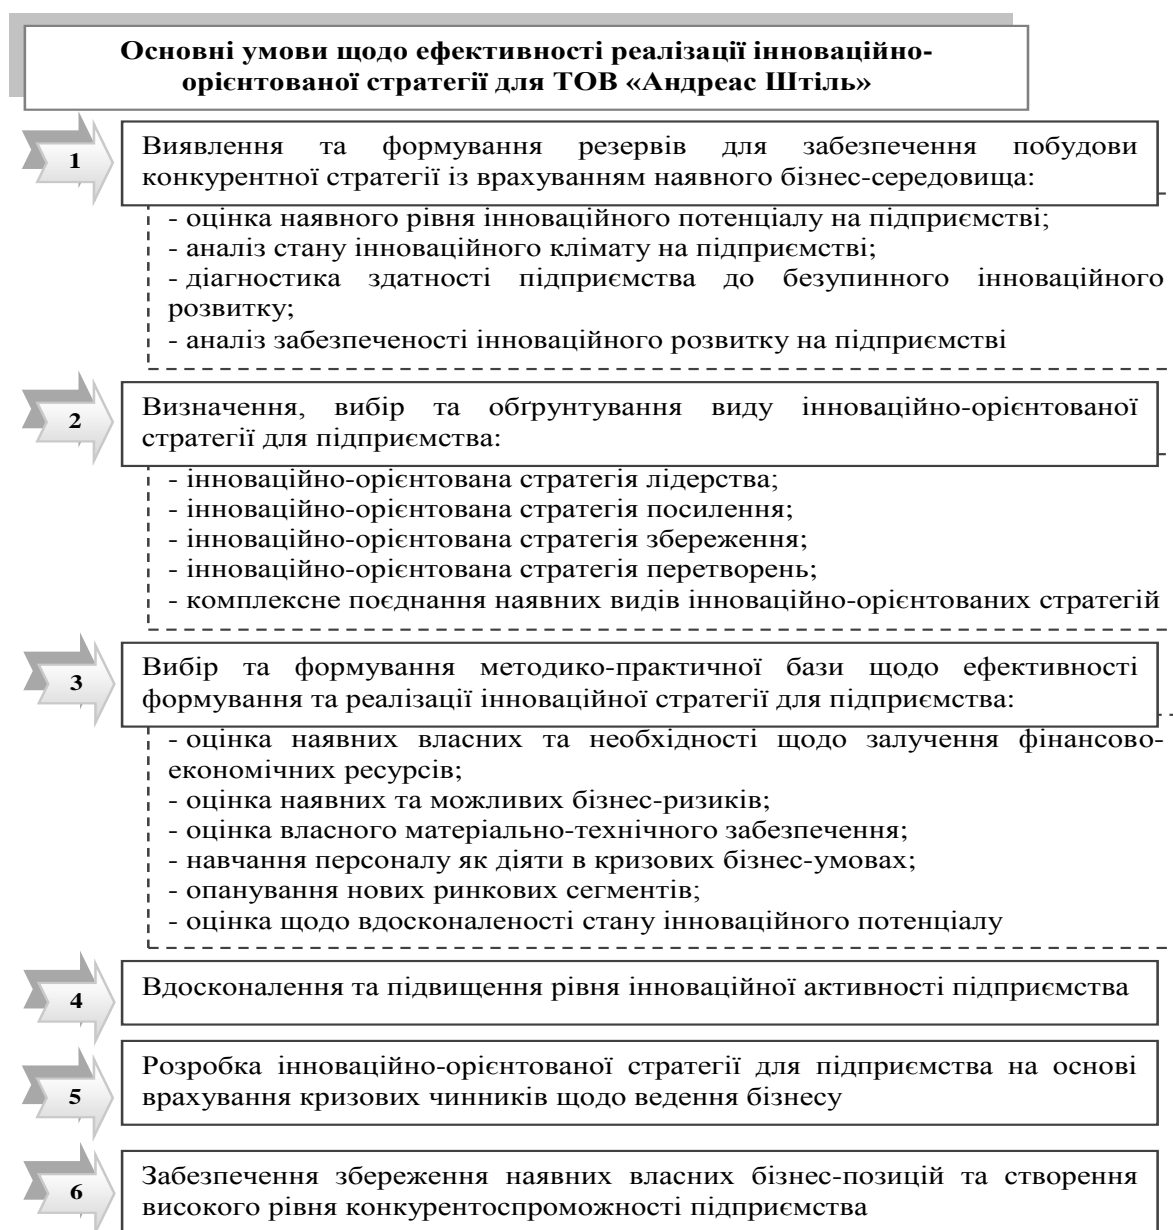 Основні умови щодо ефективності реалізації інноваційно-
орієнтованої стратегії для ТОВ «Андреас Штіль»
1
Виявлення та формування резервів для забезпечення побудови
конкурентної стратегії із врахуванням наявного бізнес-середовища:
- оцінка наявного рівня інноваційного потенціалу на підприємстві;
- аналіз стану інноваційного клімату на підприємстві;
- діагностика здатності підприємства до безупинного інноваційного
розвитку;
- аналіз забезпеченості інноваційного розвитку на підприємстві
2
Визначення, вибір та обґрунтування виду інноваційно-орієнтованої
стратегії для підприємства:
- інноваційно-орієнтована стратегія лідерства;
- інноваційно-орієнтована стратегія посилення;
- інноваційно-орієнтована стратегія збереження;
- інноваційно-орієнтована стратегія перетворень;
- комплексне поєднання наявних видів інноваційно-орієнтованих стратегій
3
Вибір та формування методико-практичної бази щодо ефективності
формування та реалізації інноваційної стратегії для підприємства:
- оцінка наявних власних та необхідності щодо залучення фінансово-
економічних ресурсів;
- оцінка наявних та можливих бізнес-ризиків;
- оцінка власного матеріально-технічного забезпечення;
- навчання персоналу як діяти в кризових бізнес-умовах;
- опанування нових ринкових сегментів;
- оцінка щодо вдосконаленості стану інноваційного потенціалу
4
Вдосконалення та підвищення рівня інноваційної активності підприємства
5
Розробка інноваційно-орієнтованої стратегії для підприємства на основі
врахування кризових чинників щодо ведення бізнесу
6
Забезпечення збереження наявних власних бізнес-позицій та створення
високого рівня конкурентоспроможності підприємства